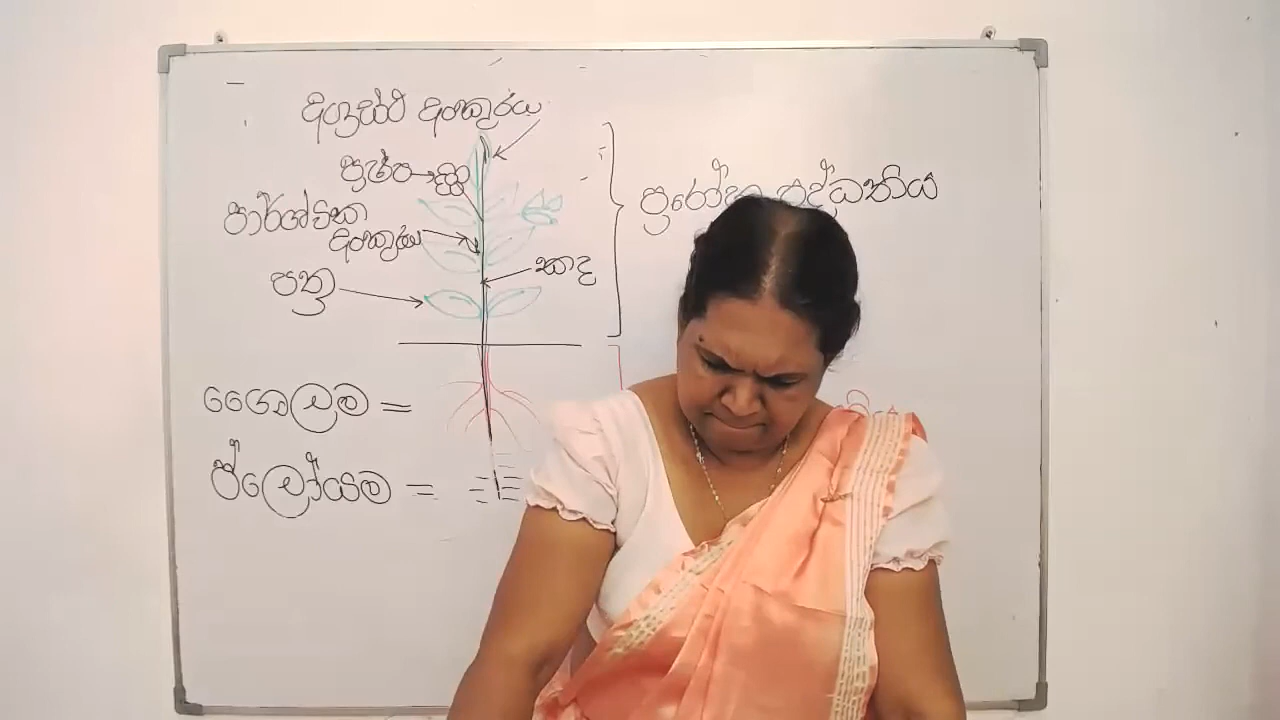 අග්‍රස්ථ අංකුරය
පුෂ්ප
ප්‍රරෝහ පද්ධතිය
පාර්ශ්වික
අංකුරය
කඳ
පත්‍ර
ශෛලම =
ප්ලෝයම =